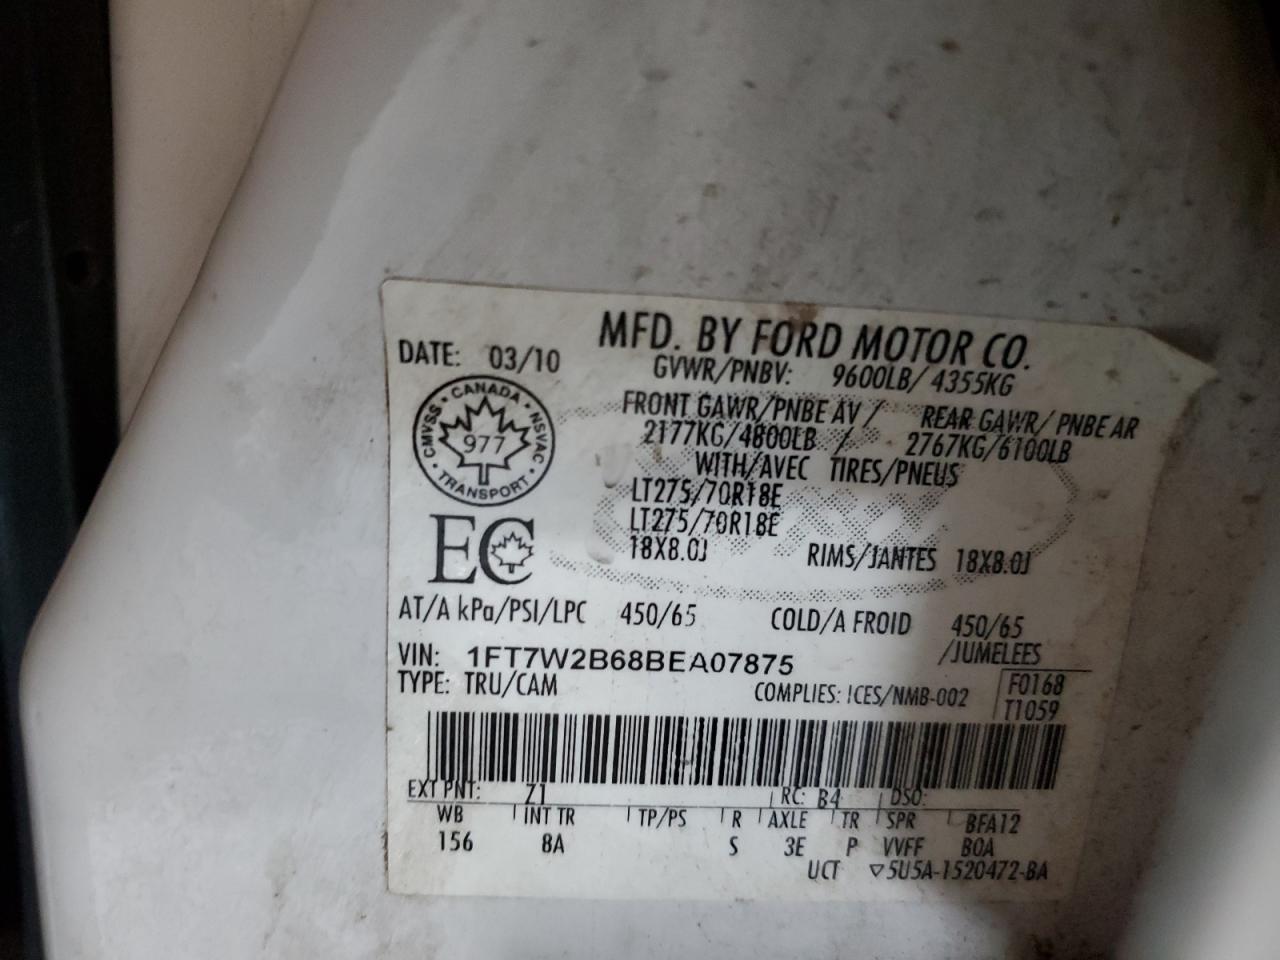 MFD. BY FORD MOTOR CO.
DATE: 03/10
GVWR/PNBV: 9600LB/ 4355KG
FRONT GAWR/PNBE AV / REAR GAWR/ PNBE AR
2177KG/4800LB / 2767KG/6100LB
WITH/AVEC TIRES/PNEUS
LT275/70R18E
LT275/70R18E
18X8.0J RIMS/JANTES 18X8.0J
CANADA
CMVSS NSVAC
977
TRANSPORT
EC
AT/A kPa/PSI/LPC 450/65 COLD/A FROID 450/65
/JUMELEES
VIN: 1FT7W2B68BEA07875
TYPE: TRU/CAM COMPLIES: ICES/NMB-002
F0168
T1059
EXT PNT: Z1 RC: B4 DSO:
WB INT TR TP/PS R AXLE TR SPR BFA12
156 8A S 3E P VVFF BOA
UCT ▽5U5A-1520472-BA